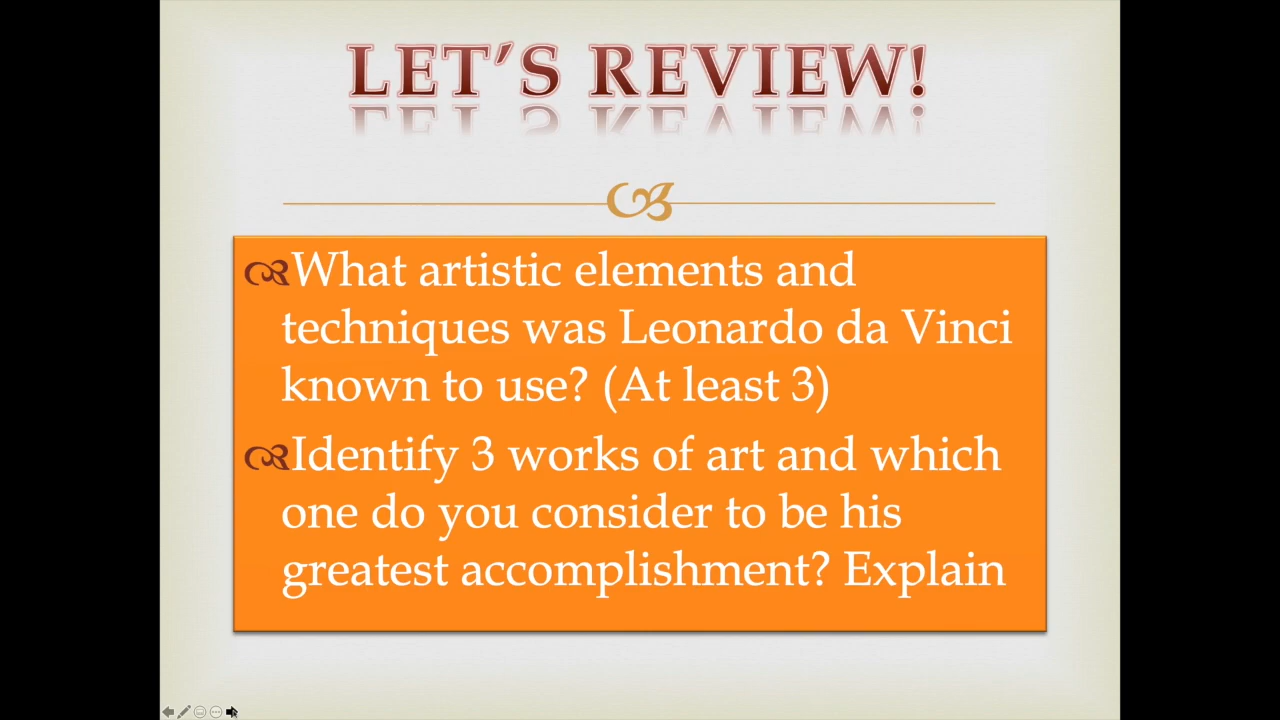 LET'S REVIEW!
What artistic elements and
techniques was Leonardo da Vinci
known to use? (At least 3)
Identify 3 works of art and which
one do you consider to be his
greatest accomplishment? Explain